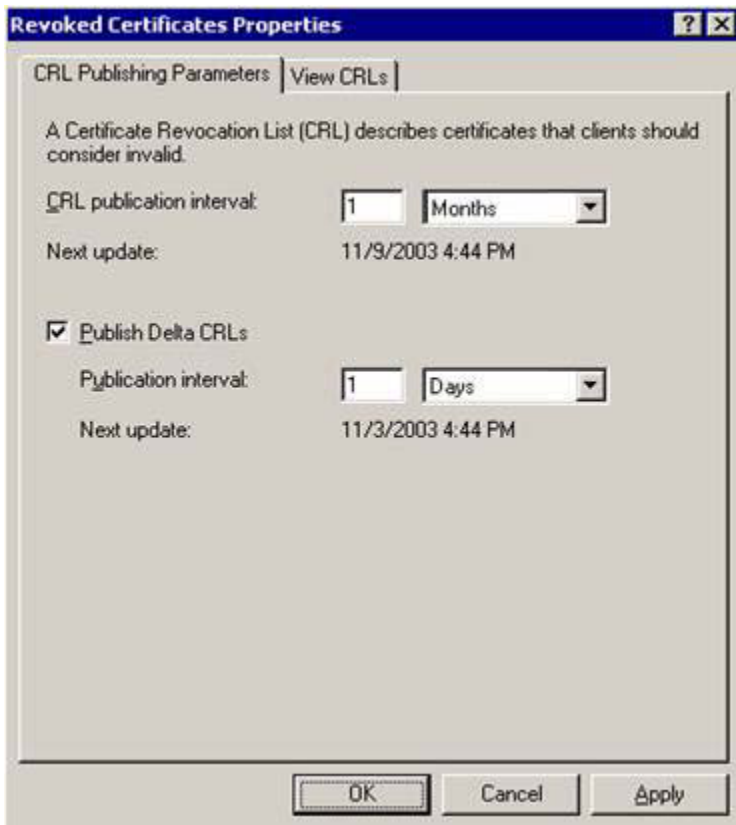 Revoked Certificates Properties
CRL Publishing Parameters View CRLs
A Certificate Revocation List (CRL) describes certificates that clients should
consider invalid.
CRL publication interval: 1 Months
Next update: 11/9/2003 4:44 PM
Publish Delta CRLs
Publication interval: 1 Days
Next update: 11/3/2003 4:44 PM
OK Cancel Apply